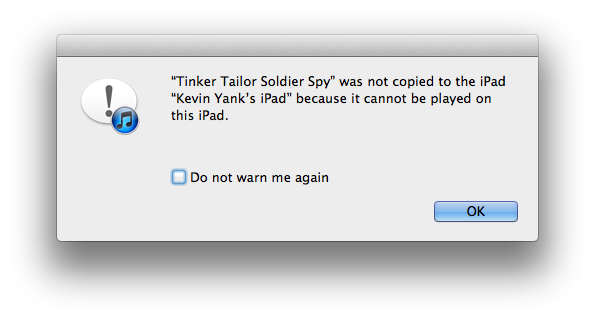 “Tinker Tailor Soldier Spy” was not copied to the iPad
“Kevin Yank’s iPad” because it cannot be played on
this iPad.
Do not warn me again
OK